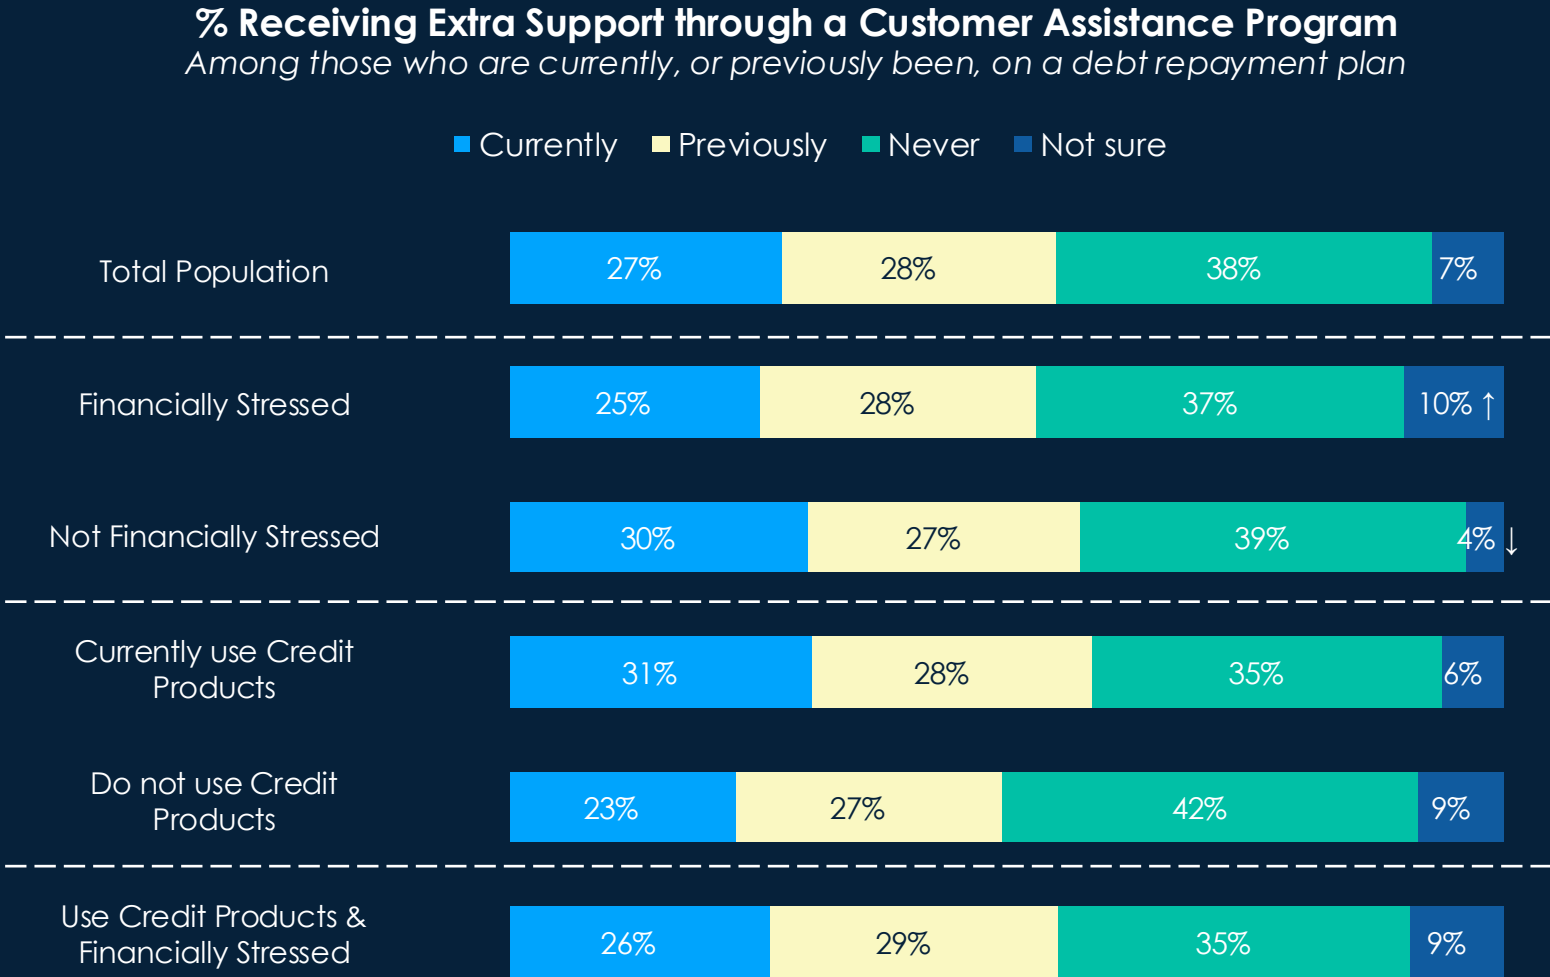 % Receiving Extra Support through a Customer Assistance Program
Among those who are currently, or previously been, on a debt repayment plan
Currently Previously Never Not sure
Total Population 27% 28% 38% 7%
Financially Stressed 25% 28% 37% 10% ↑
Not Financially Stressed 30% 27% 39% 4% ↓
Currently use Credit
Products
31% 28% 35% 6%
Do not use Credit
Products
23% 27% 42% 9%
Use Credit Products &
Financially Stressed
26% 29% 35% 9%